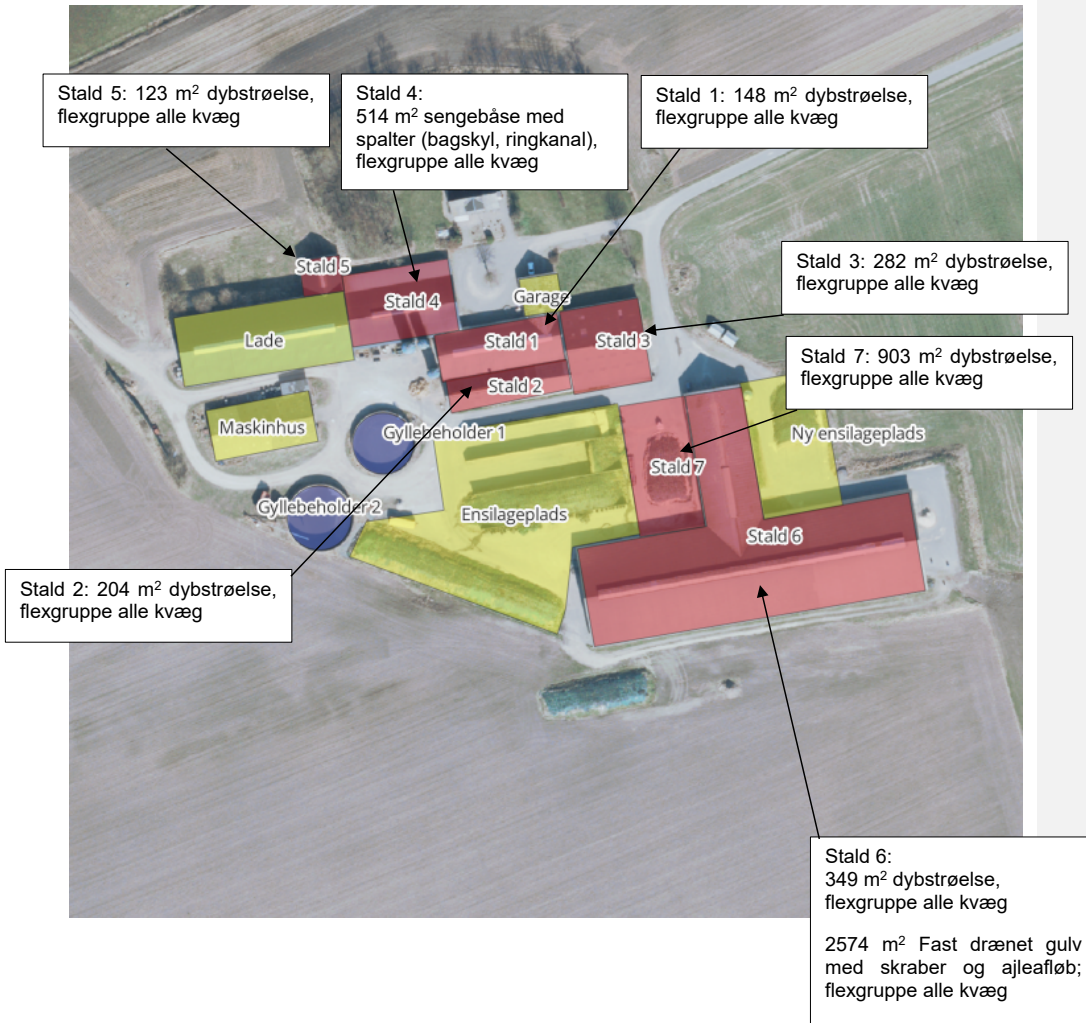 Stald 5: 123 m² dybstrøelse,
flexgruppe alle kvæg
Stald 4:
514 m² sengebåse med
spalter (bagskyl, ringkanal),
flexgruppe alle kvæg
Stald 1: 148 m² dybstrøelse,
flexgruppe alle kvæg
Stald 3: 282 m² dybstrøelse,
flexgruppe alle kvæg
Stald 7: 903 m² dybstrøelse,
flexgruppe alle kvæg
Stald 5
Stald 4
Garage
Lade
Stald 1
Stald 3
Stald 2
Maskinhus
Gyllebeholder 1
Ny ensilageplads
Stald 7
Gyllebeholder 2
Ensilageplads
Stald 6
Stald 2: 204 m² dybstrøelse,
flexgruppe alle kvæg
Stald 6:
349 m² dybstrøelse,
flexgruppe alle kvæg
2574 m² Fast drænet gulv
med skraber og ajleafløb;
flexgruppe alle kvæg